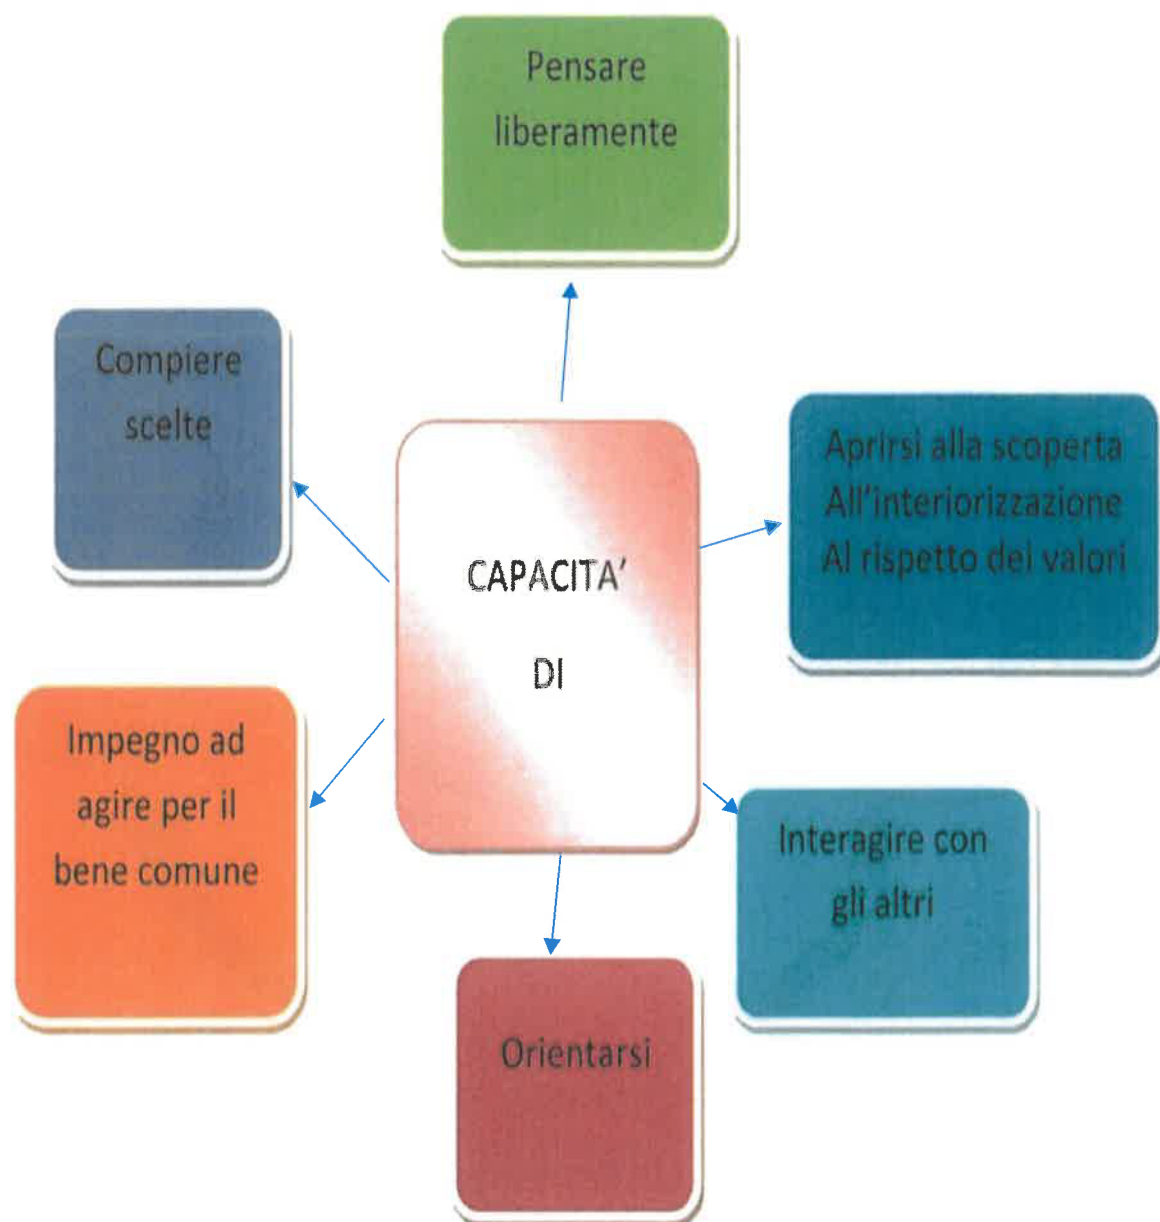 Pensare
liberamente
Compiere
scelte
Aprirsi alla scoperta
All'interiorizzazione
Al rispetto dei valori
CAPACITA'
DI
Impegno ad
agire per il
bene comune
Interagire con
gli altri
Orientarsi